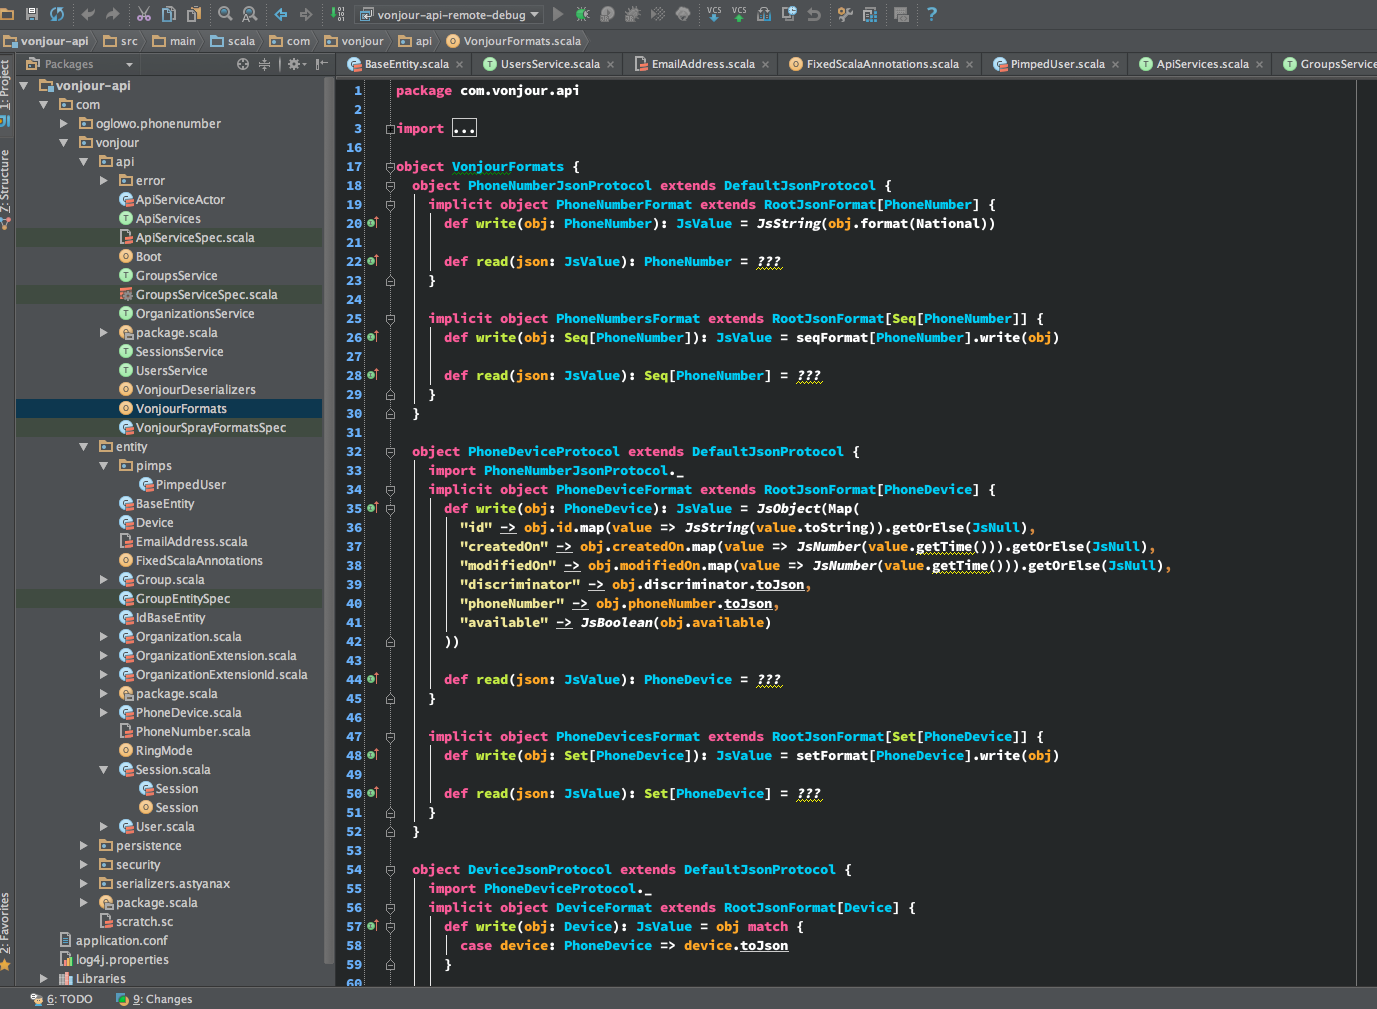 vonjour-api-remote-debug
VCS VCS
vonjour-api src main scala com vonjour api VonjourFormats.scala
Packages
BaseEntity.scala UsersService.scala EmailAddress.scala FixedScalaAnnotations.scala PimpedUser.scala ApiServices.scala GroupsService
1: Project
7: Structure
2: Favorites
vonjour-api
com
oglowo.phonenumber
vonjour
api
error
ApiServiceActor
ApiServices
ApiServiceSpec.scala
Boot
GroupsService
GroupsServiceSpec.scala
OrganizationsService
package.scala
SessionsService
UsersService
VonjourDeserializers
VonjourFormats
VonjourSprayFormatsSpec
entity
pimps
PimpedUser
BaseEntity
Device
EmailAddress.scala
FixedScalaAnnotations
Group.scala
GroupEntitySpec
IdBaseEntity
Organization.scala
OrganizationExtension.scala
OrganizationExtensionId.scala
package.scala
PhoneDevice.scala
PhoneNumber.scala
RingMode
Session.scala
Session
Session
User.scala
persistence
security
serializers.astyanax
package.scala
scratch.sc
application.conf
log4j.properties
Libraries
1 package com.vonjour.api
2
3 import ...
16
17 object VonjourFormats {
18 object PhoneNumberJsonProtocol extends DefaultJsonProtocol {
19 implicit object PhoneNumberFormat extends RootJsonFormat[PhoneNumber] {
20 def write(obj: PhoneNumber): JsValue = JsString(obj.format(National))
21
22 def read(json: JsValue): PhoneNumber = ???
23 }
24
25 implicit object PhoneNumbersFormat extends RootJsonFormat[Seq[PhoneNumber]] {
26 def write(obj: Seq[PhoneNumber]): JsValue = seqFormat[PhoneNumber].write(obj)
27
28 def read(json: JsValue): Seq[PhoneNumber] = ???
29 }
30 }
31
32 object PhoneDeviceProtocol extends DefaultJsonProtocol {
33 import PhoneNumberJsonProtocol._
34 implicit object PhoneDeviceFormat extends RootJsonFormat[PhoneDevice] {
35 def write(obj: PhoneDevice): JsValue = JsObject(Map(
36 "id" -> obj.id.map(value => JsString(value.toString)).getOrElse(JsNull),
37 "createdOn" -> obj.createdOn.map(value => JsNumber(value.getTime())).getOrElse(JsNull),
38 "modifiedOn" -> obj.modifiedOn.map(value => JsNumber(value.getTime())).getOrElse(JsNull),
39 "discriminator" -> obj.discriminator.toJson,
40 "phoneNumber" -> obj.phoneNumber.toJson,
41 "available" -> JsBoolean(obj.available)
42 ))
43
44 def read(json: JsValue): PhoneDevice = ???
45 }
46
47 implicit object PhoneDevicesFormat extends RootJsonFormat[Set[PhoneDevice]] {
48 def write(obj: Set[PhoneDevice]): JsValue = setFormat[PhoneDevice].write(obj)
49
50 def read(json: JsValue): Set[PhoneDevice] = ???
51 }
52 }
53
54 object DeviceJsonProtocol extends DefaultJsonProtocol {
55 import PhoneDeviceProtocol._
56 implicit object DeviceFormat extends RootJsonFormat[Device] {
57 def write(obj: Device): JsValue = obj match {
58 case device: PhoneDevice => device.toJson
59 }
60
6: TODO 9: Changes